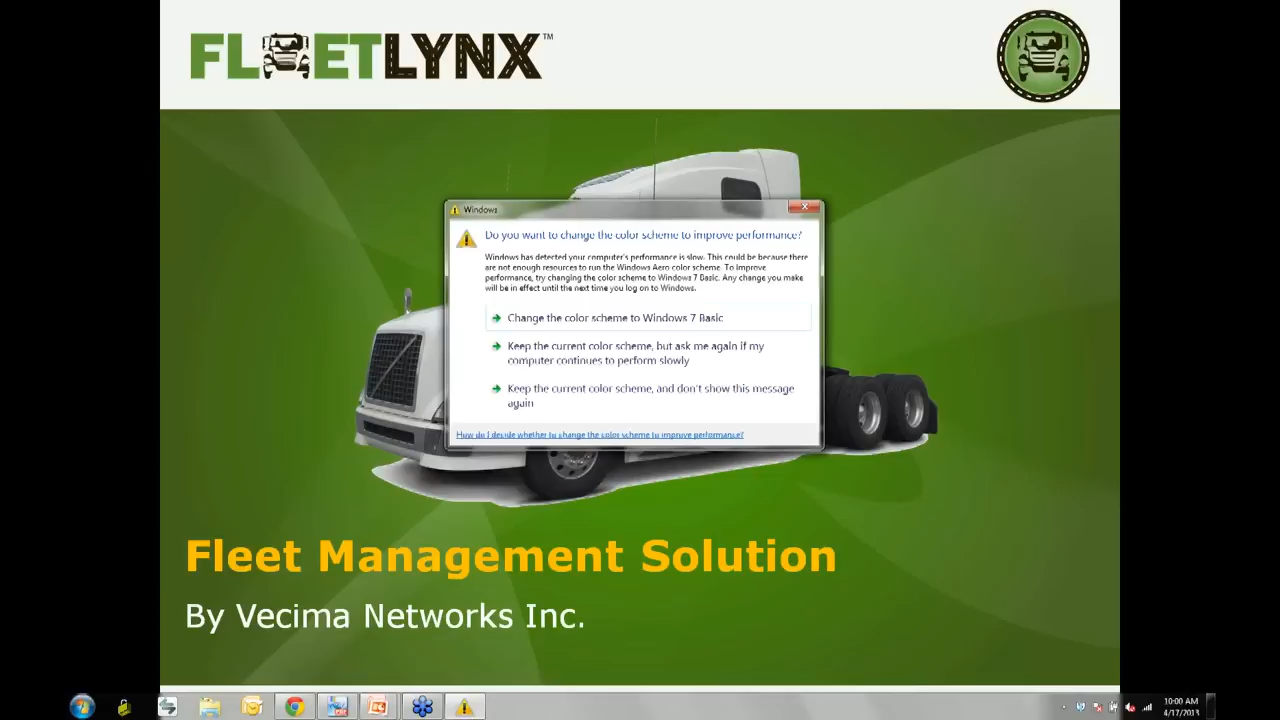 FLEETLYNX™
Windows
Do you want to change the color scheme to improve performance?
Windows has detected your computer's performance is slow. This could be because there
are not enough resources to run the Windows Aero color scheme. To improve
performance, try changing the color scheme to Windows 7 Basic. Any change you make
will be in effect until the next time you log on to Windows.
Change the color scheme to Windows 7 Basic
Keep the current color scheme, but ask me again if my
computer continues to perform slowly
Keep the current color scheme, and don't show this message
again
How do I decide whether to change the color scheme to improve performance?
Fleet Management Solution
By Vecima Networks Inc.
10:00 AM
4/17/2013